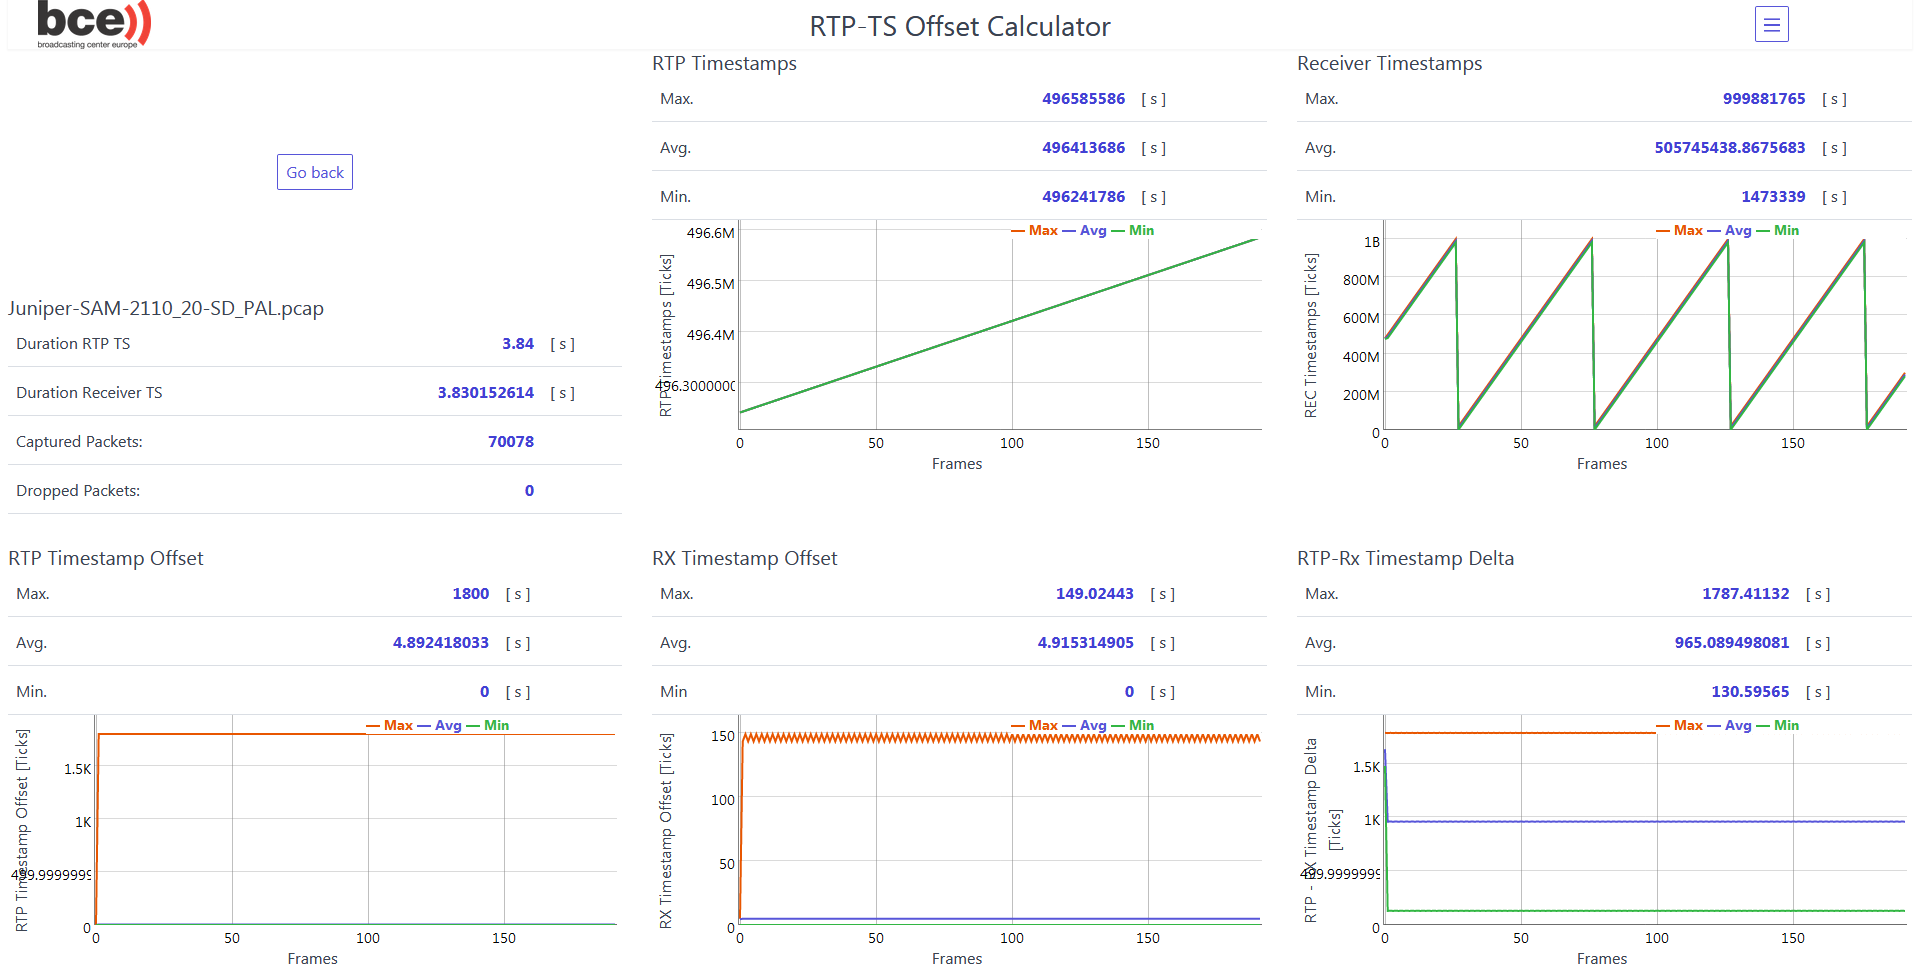 bce
broadcasting center europe
RTP-TS Offset Calculator
Go back
Juniper-SAM-2110_20-SD_PAL.pcap
Duration RTP TS 3.84 [ s ]
Duration Receiver TS 3.830152614 [ s ]
Captured Packets: 70078
Dropped Packets: 0
RTP Timestamps
Max. 496585586 [ s ]
Avg. 496413686 [ s ]
Min. 496241786 [ s ]
Max Avg Min
RTP Timestamps [Ticks]
496.6M
496.5M
496.4M
496.3000000
0 50 100 150
Frames
Receiver Timestamps
Max. 999881765 [ s ]
Avg. 505745438.8675683 [ s ]
Min. 1473339 [ s ]
Max Avg Min
REC Timestamps [Ticks]
1B
800M
600M
400M
200M
0
0 50 100 150
Frames
RTP Timestamp Offset
Max. 1800 [ s ]
Avg. 4.892418033 [ s ]
Min. 0 [ s ]
Max Avg Min
RTP Timestamp Offset [Ticks]
1.5K
1K
499.9999999
0
0 50 100 150
Frames
RX Timestamp Offset
Max. 149.02443 [ s ]
Avg. 4.915314905 [ s ]
Min 0 [ s ]
Max Avg Min
RX Timestamp Offset [Ticks]
150
100
50
0
0 50 100 150
Frames
RTP-Rx Timestamp Delta
Max. 1787.41132 [ s ]
Avg. 965.089498081 [ s ]
Min. 130.59565 [ s ]
Max Avg Min
RTP - RX Timestamp Delta
[Ticks]
1.5K
1K
499.9999999
0
0 50 100 150
Frames